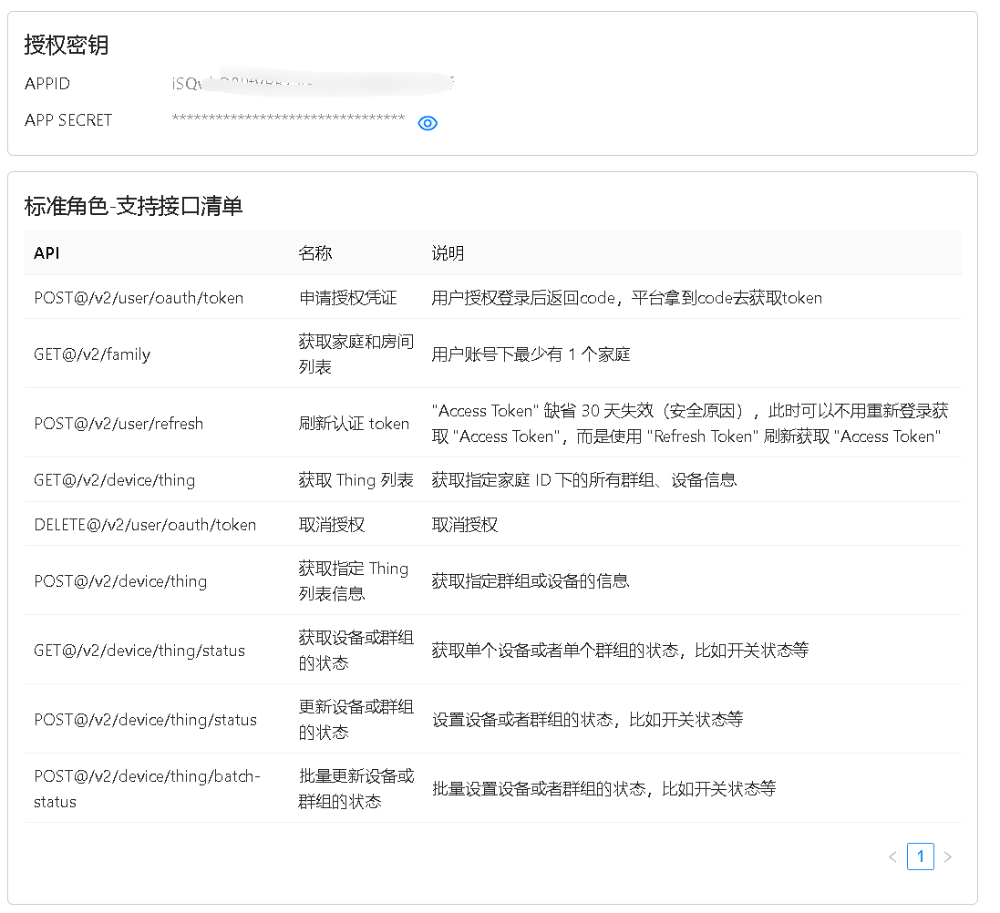 授权密钥
APPID iSQv
APP SECRET ********************************
标准角色-支持接口清单
API 名称 说明
POST@/v2/user/oauth/token 申请授权凭证 用户授权登录后返回code，平台拿到code去获取token
GET@/v2/family 获取家庭和房间
列表 用户账号下最少有 1 个家庭
POST@/v2/user/refresh 刷新认证 token "Access Token" 缺省 30 天失效（安全原因），此时可以不用重新登录获
取 "Access Token"，而是使用 "Refresh Token" 刷新获取 "Access Token"
GET@/v2/device/thing 获取 Thing 列表 获取指定家庭 ID 下的所有群组、设备信息
DELETE@/v2/user/oauth/token 取消授权 取消授权
POST@/v2/device/thing 获取指定 Thing
列表信息 获取指定群组或设备的信息
GET@/v2/device/thing/status 获取设备或群组
的状态 获取单个设备或者单个群组的状态，比如开关状态等
POST@/v2/device/thing/status 更新设备或群组
的状态 设置设备或者群组的状态，比如开关状态等
POST@/v2/device/thing/batch-
status 批量更新设备或
群组的状态 批量设置设备或者群组的状态，比如开关状态等
< 1 >